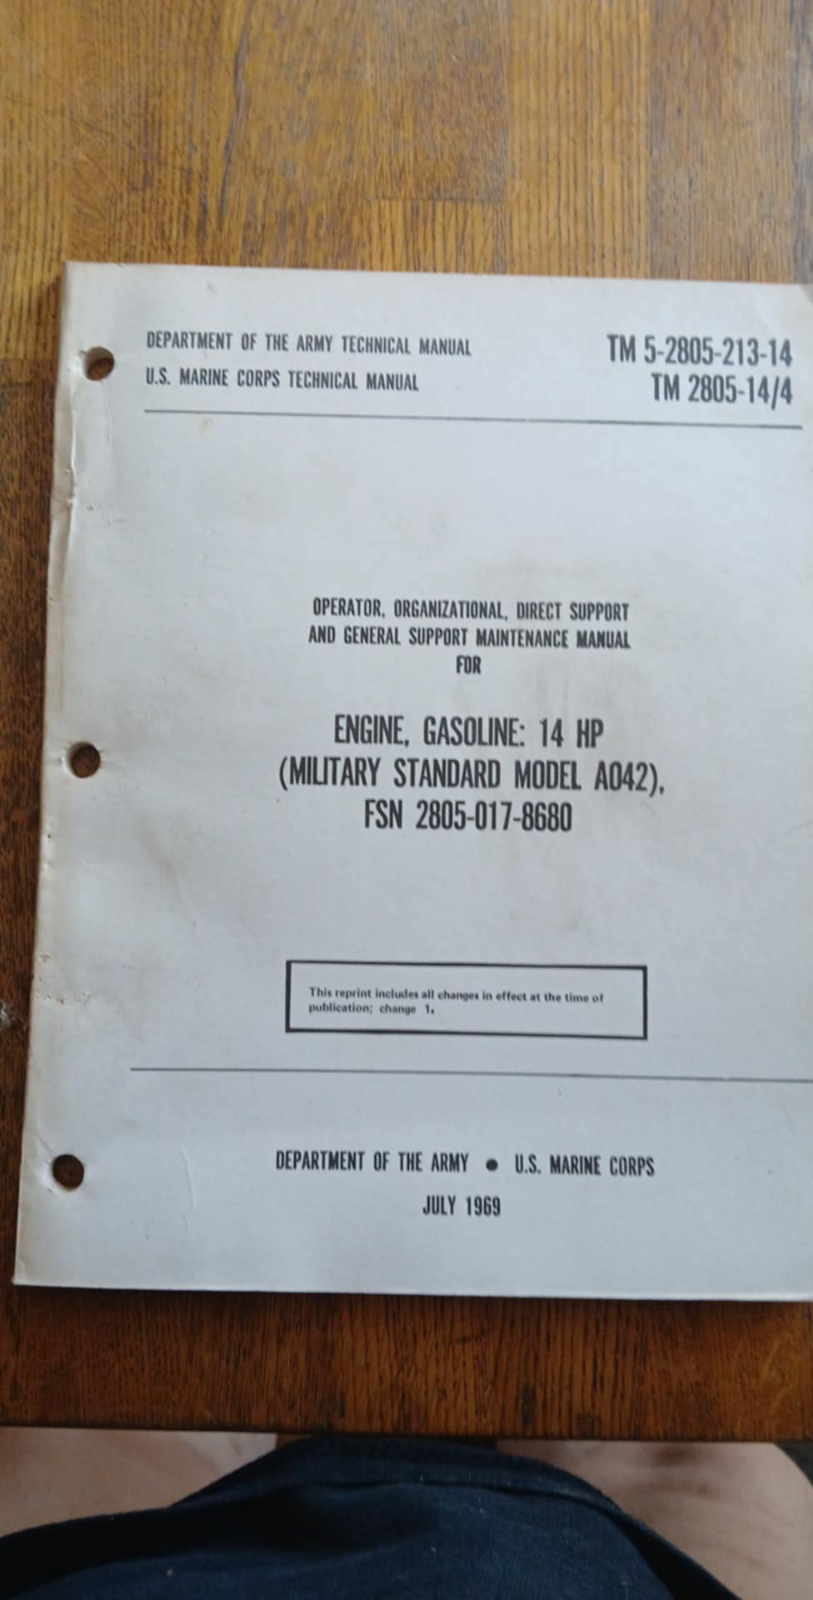 DEPARTMENT OF THE ARMY TECHNICAL MANUAL
U.S. MARINE CORPS TECHNICAL MANUAL
TM 5-2805-213-14
TM 2805-14/4
OPERATOR, ORGANIZATIONAL, DIRECT SUPPORT
AND GENERAL SUPPORT MAINTENANCE MANUAL
FOR
ENGINE, GASOLINE: 14 HP
(MILITARY STANDARD MODEL A042),
FSN 2805-017-8680
This reprint includes all changes in effect at the time of
publication; change 1.
DEPARTMENT OF THE ARMY ● U.S. MARINE CORPS
JULY 1969